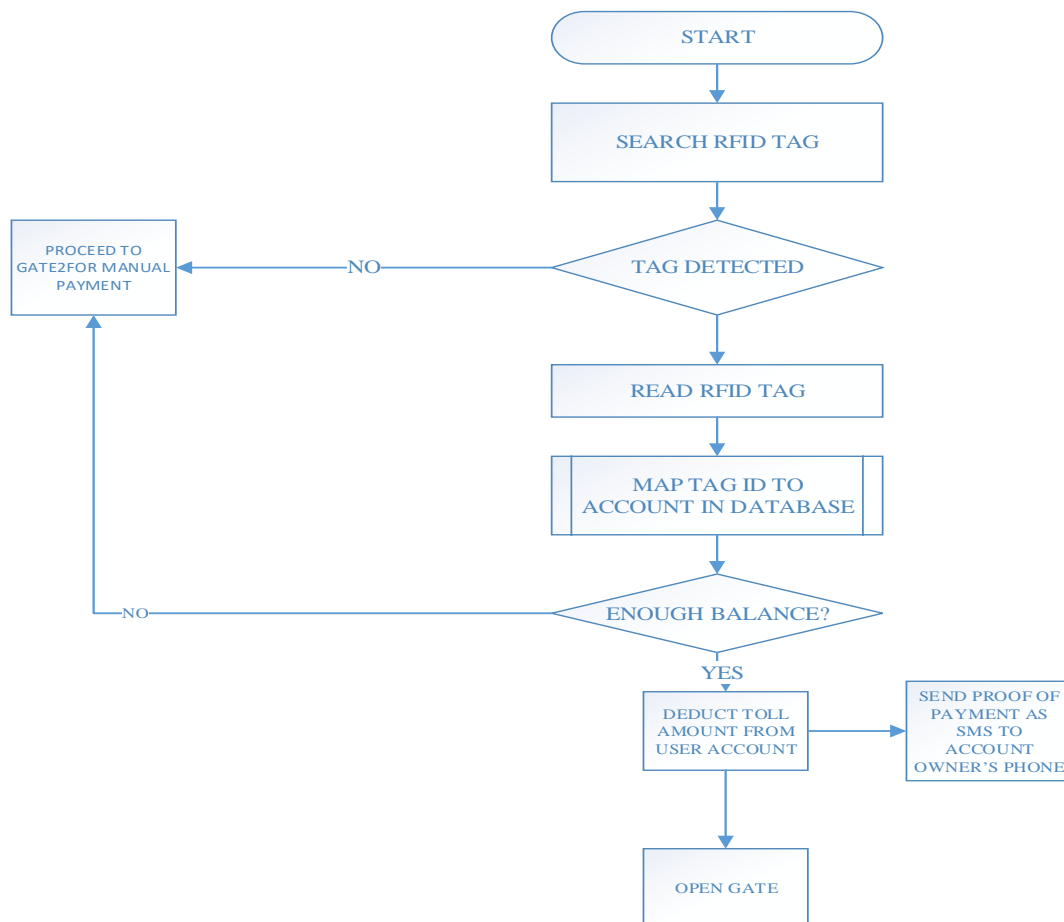 START
SEARCH RFID TAG
TAG DETECTED
NO
PROCEED TO
GATE2FOR MANUAL
PAYMENT
READ RFID TAG
MAP TAG ID TO
ACCOUNT IN DATABASE
ENOUGH BALANCE?
NO
YES
DEDUCT TOLL
AMOUNT FROM
USER ACCOUNT
SEND PROOF OF
PAYMENT AS
SMS TO
ACCOUNT
OWNER’S PHONE
OPEN GATE